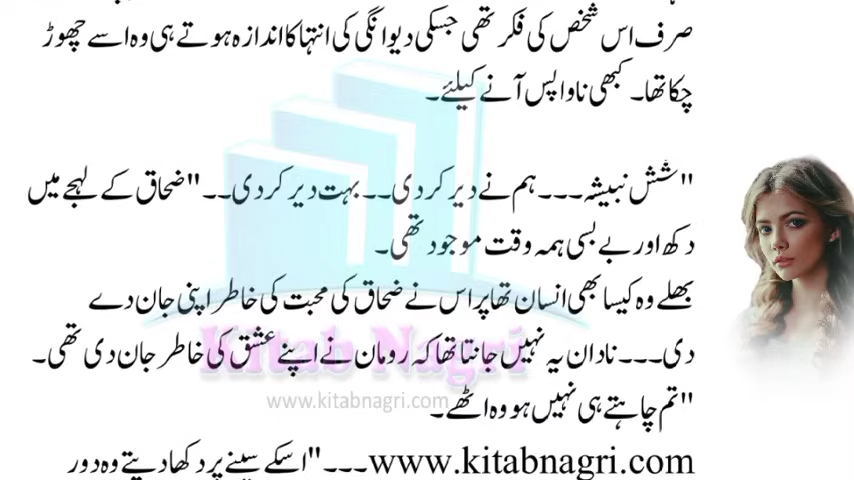 صرف اس شخص کی فکر تھی جسکی دیوانگی کی انتہا کا اندازہ ہوتے ہی وہ اسے چھوڑ
چکا تھا۔ کبھی نا واپس آنے کیلئے۔
"شش نبیشہ۔۔۔ ہم نے دیر کر دی۔۔ بہت دیر کر دی۔۔" ضحاق کے لہجے میں
دکھ اور بے بسی ہمہ وقت موجود تھی۔
بھلے وہ کیسا بھی انسان تھا پر اس نے ضحاق کی محبت کی خاطر اپنی جان دے
دی۔۔۔ نادان یہ نہیں جانتا تھا کہ رومان نے اپنے عشق کی خاطر جان دی تھی۔
Kitab Nagri
"تم چاہتے ہی نہیں ہو وہ اٹھے۔
www.kitabnagri.com
www.kitabnagri.com۔۔۔" اسکے سینے پر دکھا دیتے وہ دور